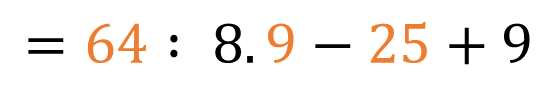 = 64 : 8. 9 − 25 + 9